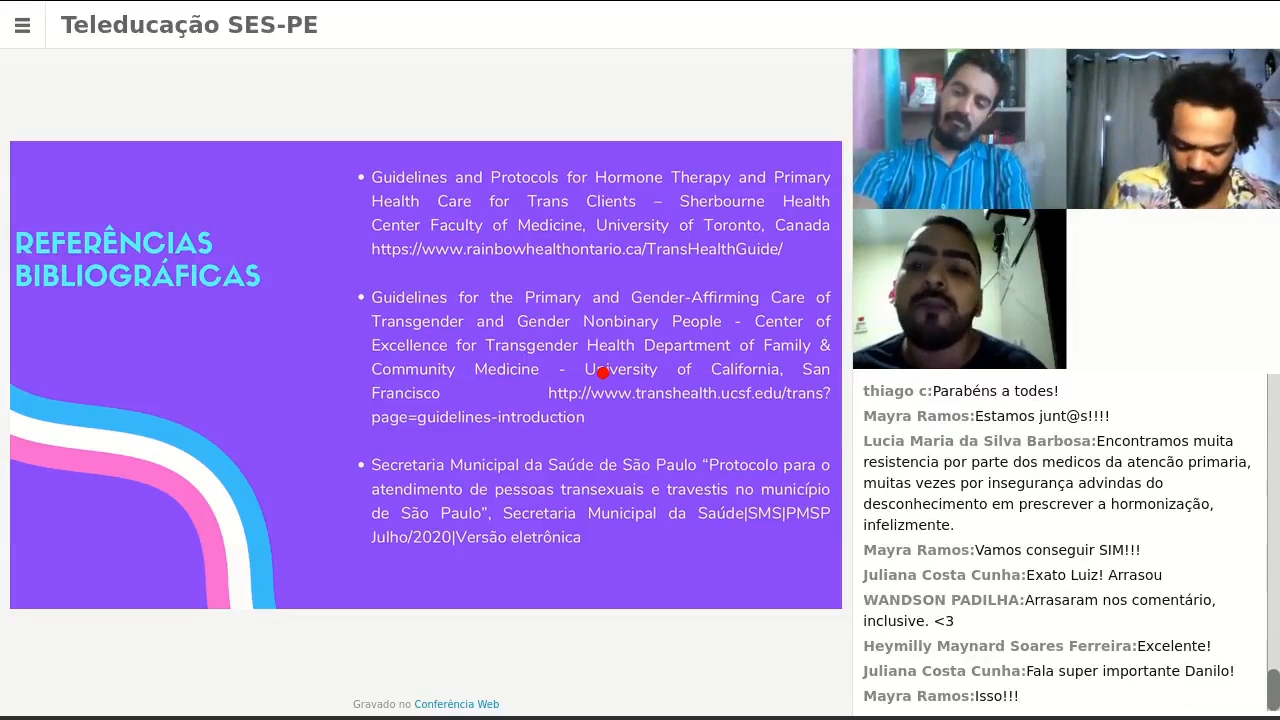 Teleducação SES-PE
REFERÊNCIAS
BIBLIOGRÁFICAS
• Guidelines and Protocols for Hormone Therapy and Primary
Health Care for Trans Clients – Sherbourne Health
Center Faculty of Medicine, University of Toronto, Canada
https://www.rainbowhealthontario.ca/TransHealthGuide/
• Guidelines for the Primary and Gender-Affirming Care of
Transgender and Gender Nonbinary People - Center of
Excellence for Transgender Health Department of Family &
Community Medicine - University of California, San
Francisco http://www.transhealth.ucsf.edu/trans?
page=guidelines-introduction
• Secretaria Municipal da Saúde de São Paulo “Protocolo para o
atendimento de pessoas transexuais e travestis no município
de São Paulo”, Secretaria Municipal da Saúde|SMS|PMSP
Julho/2020|Versão eletrônica
thiago c:Parabéns a todes!
Mayra Ramos:Estamos junt@s!!!!
Lucia Maria da Silva Barbosa:Encontramos muita
resistencia por parte dos medicos da atencão primaria,
muitas vezes por insegurança advindas do
desconhecimento em prescrever a hormonização,
infelizmente.
Mayra Ramos:Vamos conseguir SIM!!!
Juliana Costa Cunha:Exato Luiz! Arrasou
WANDSON PADILHA:Arrasaram nos comentário,
inclusive. <3
Heymilly Maynard Soares Ferreira:Excelente!
Juliana Costa Cunha:Fala super importante Danilo!
Mayra Ramos:Isso!!!
Gravado no Conferência Web